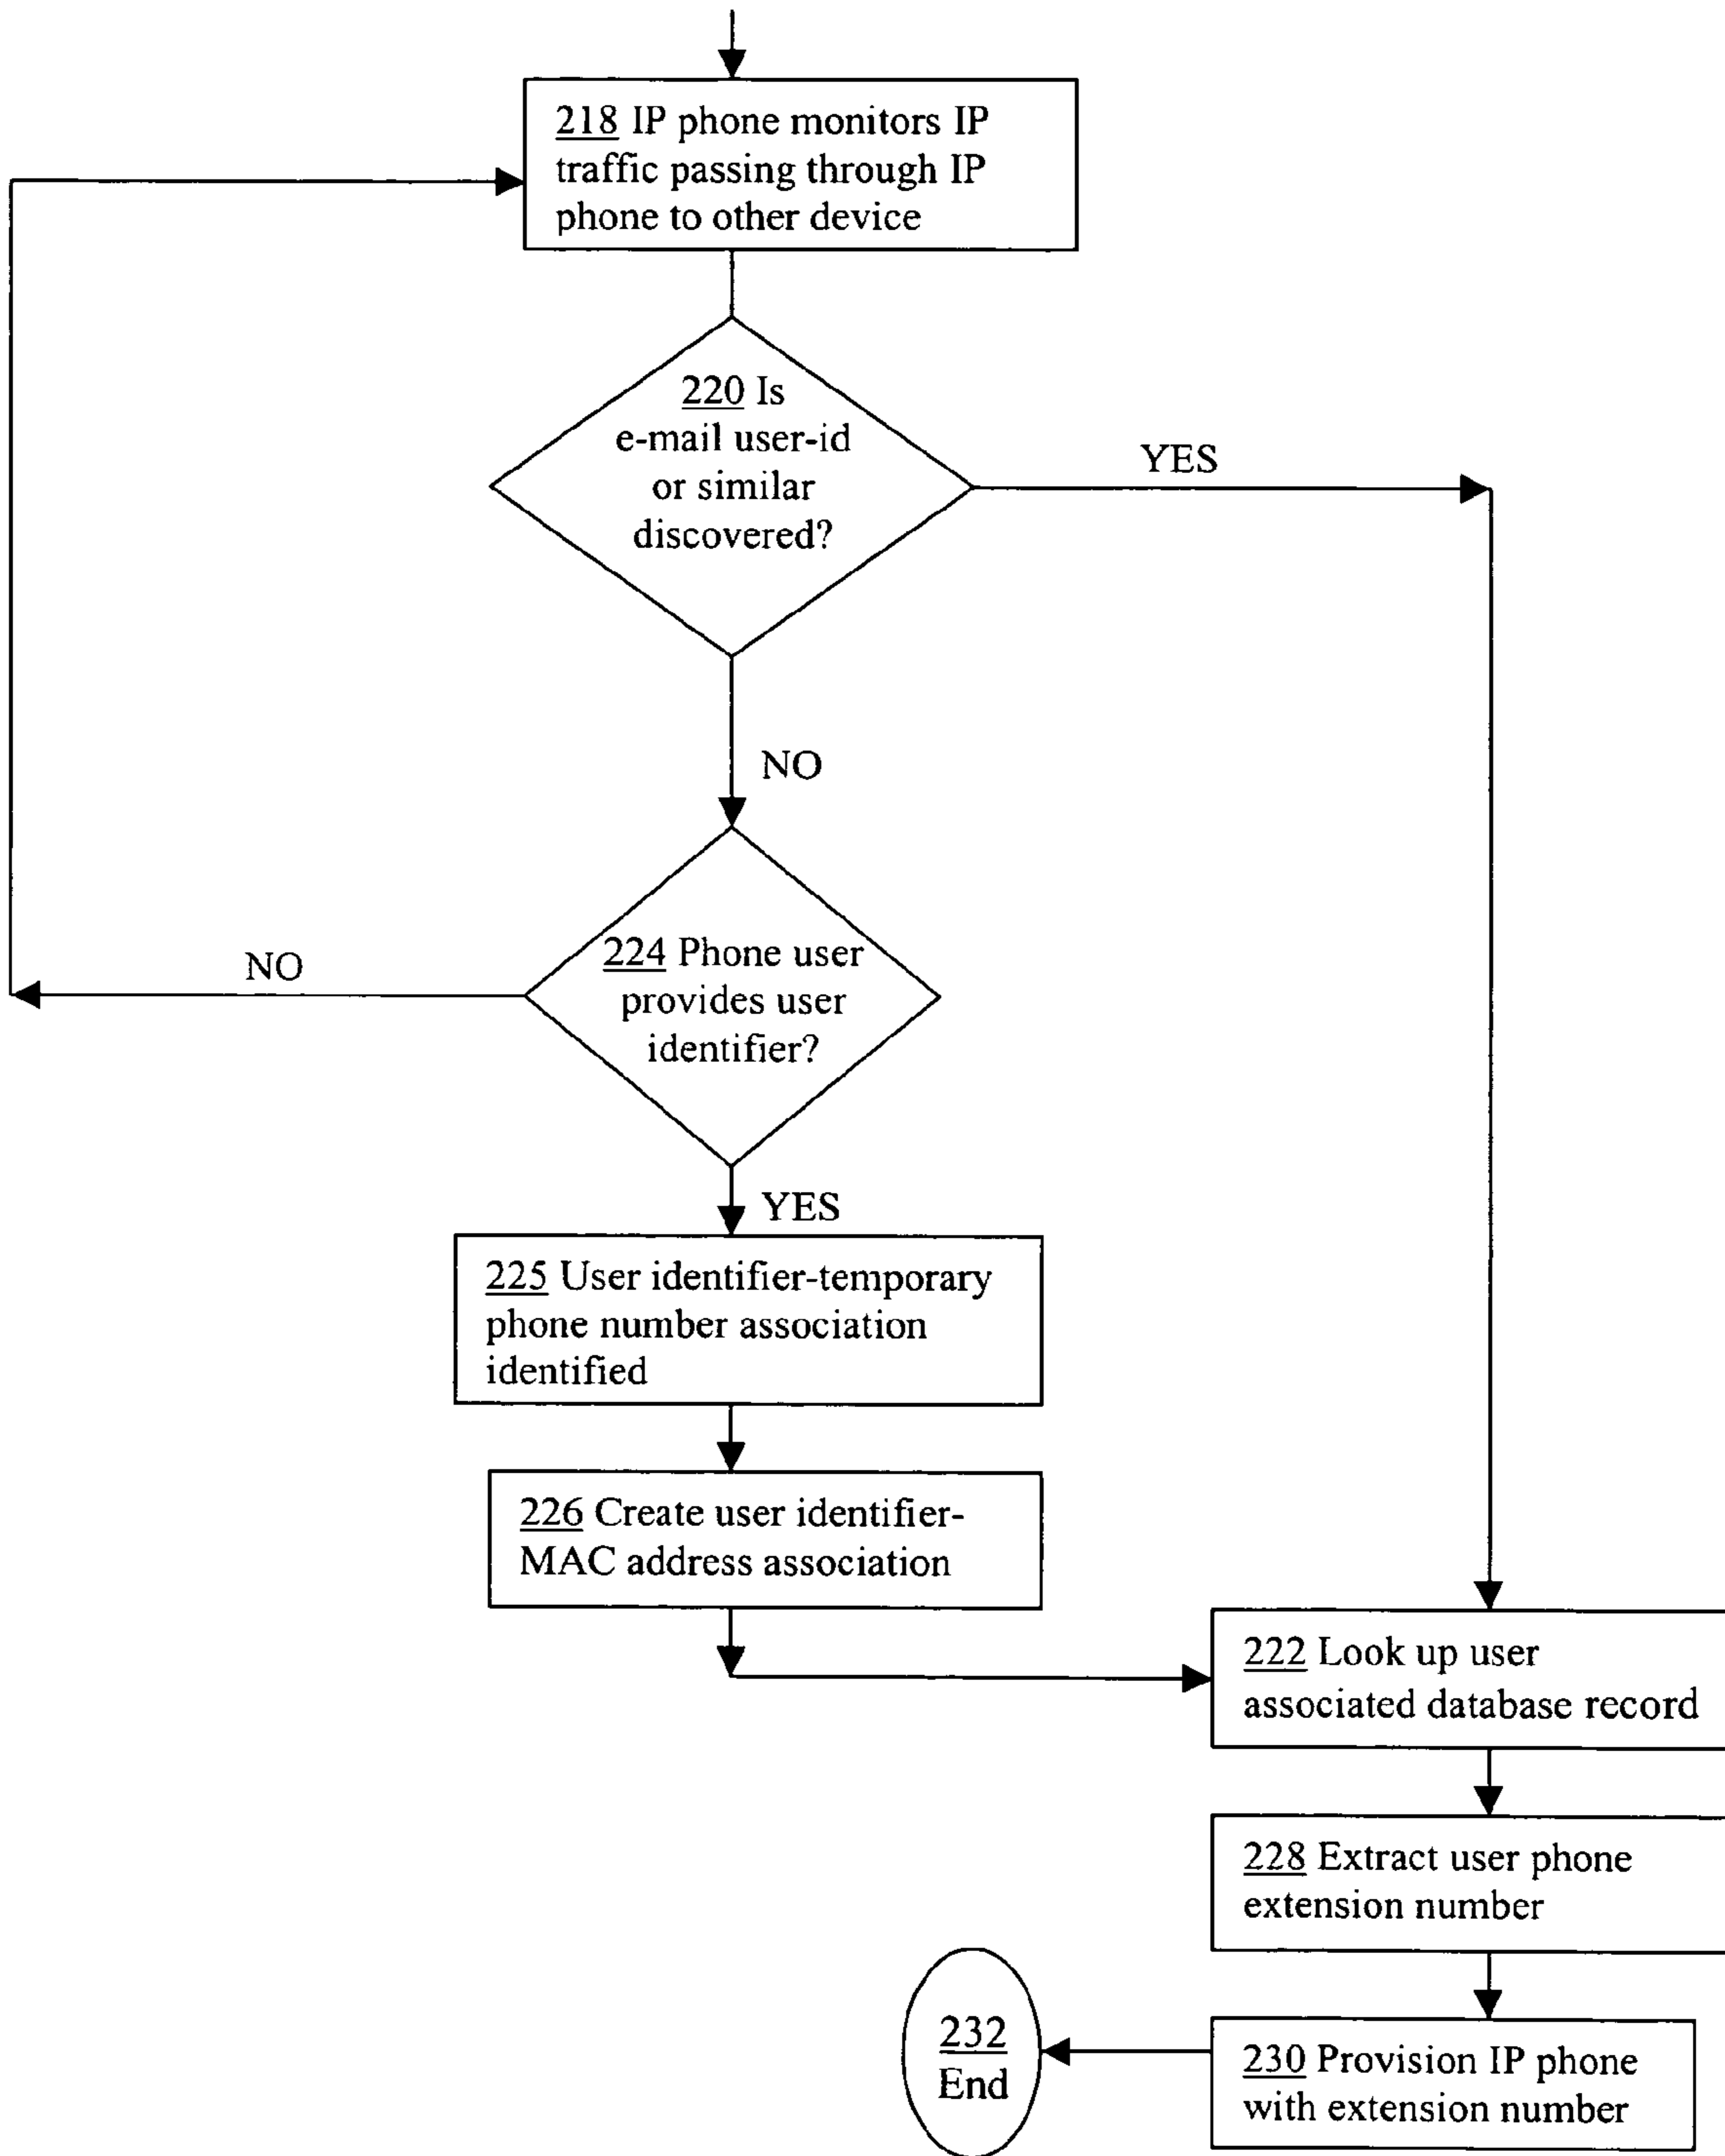 218 IP phone monitors IP
traffic passing through IP
phone to other device
220 Is
e-mail user-id
or similar
discovered?
YES
NO
224 Phone user
provides user
identifier?
NO
YES
225 User identifier-temporary
phone number association
identified
226 Create user identifier-
MAC address association
222 Look up user
associated database record
228 Extract user phone
extension number
230 Provision IP phone
with extension number
232
End